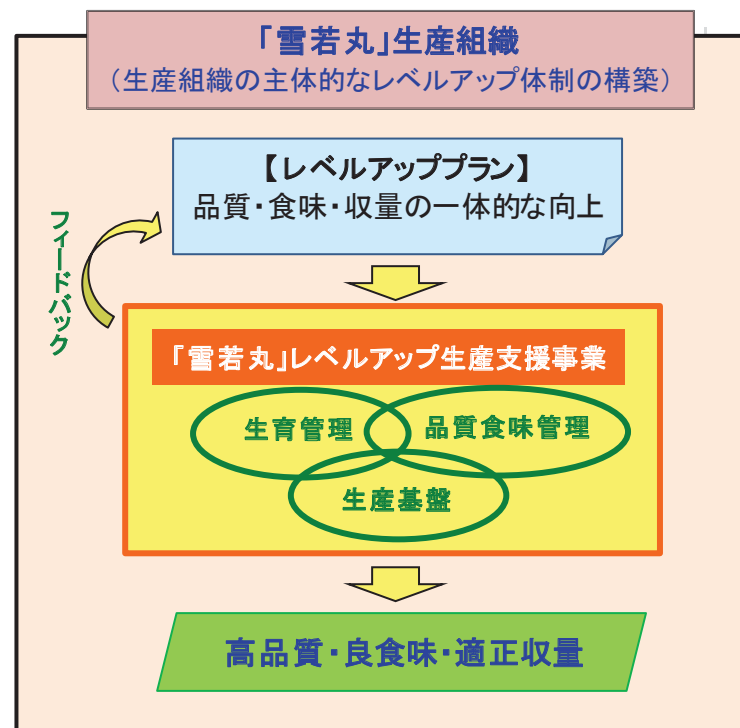 「雪若丸」生産組織
（生産組織の主体的なレベルアップ体制の構築）
【レベルアッププラン】
品質・食味・収量の一体的な向上
フィードバック
「雪若丸」レベルアップ生産支援事業
生育管理
品質食味管理
生産基盤
高品質・良食味・適正収量